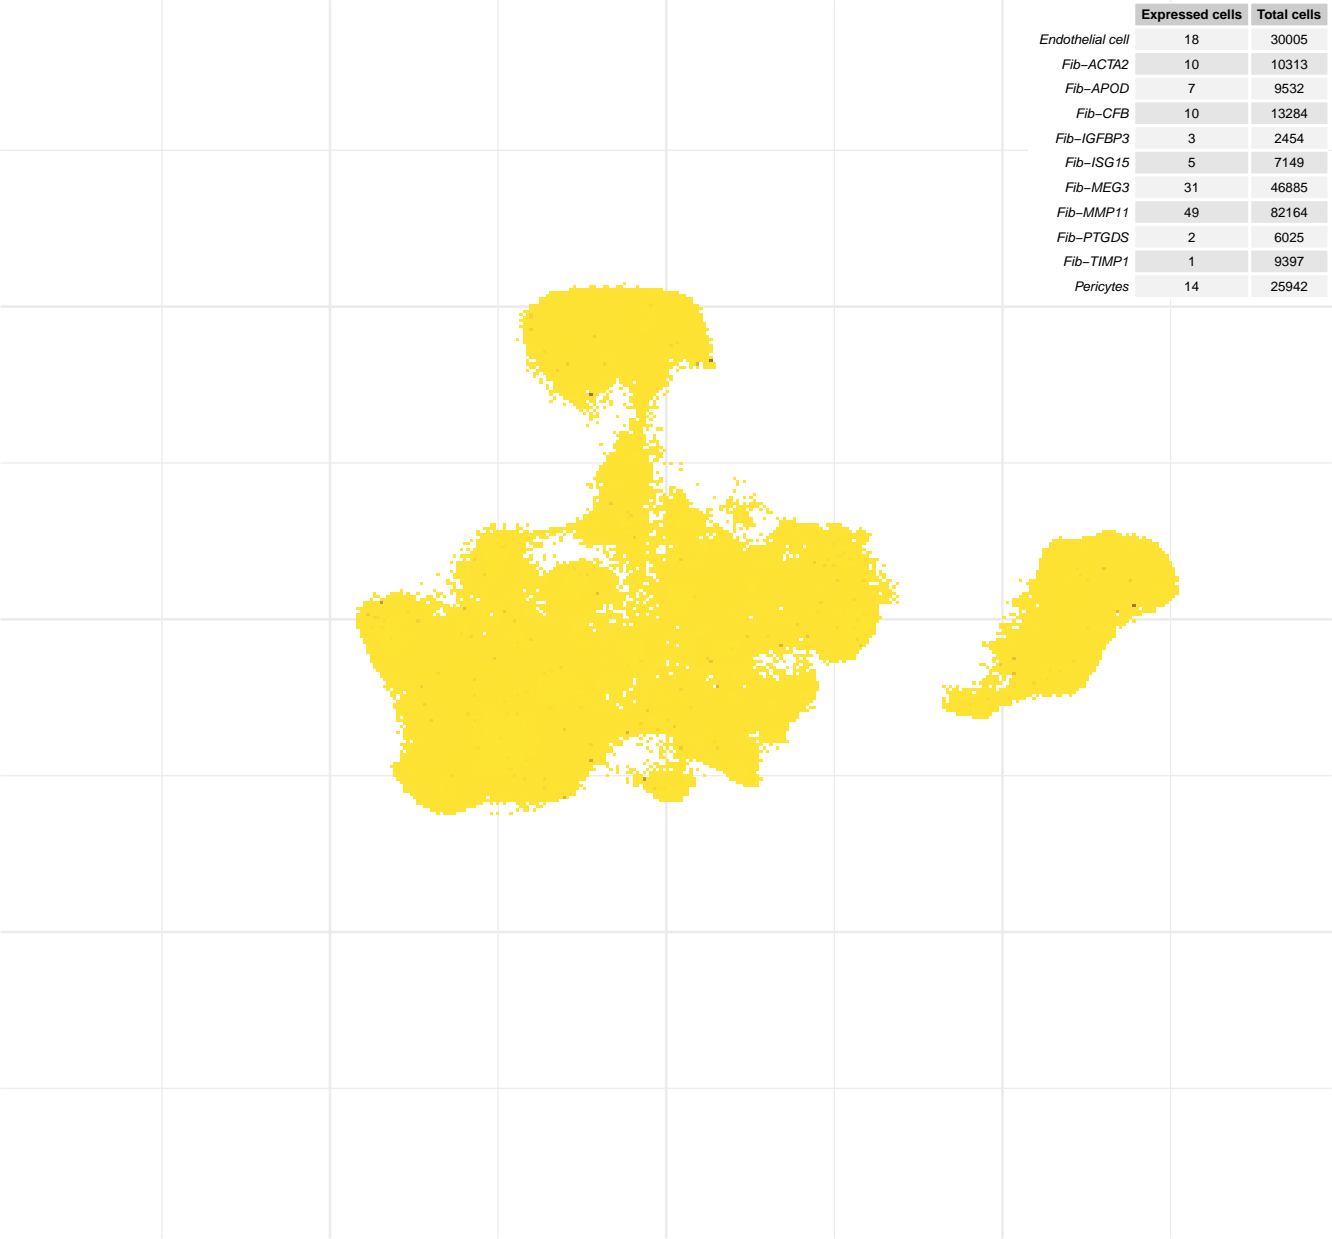 Expressed cells Total cells
Endothelial cell 18 30005
Fib−ACTA2 10 10313
Fib−APOD 7 9532
Fib−CFB 10 13284
Fib−IGFBP3 3 2454
Fib−ISG15 5 7149
Fib−MEG3 31 46885
Fib−MMP11 49 82164
Fib−PTGDS 2 6025
Fib−TIMP1 1 9397
Pericytes 14 25942